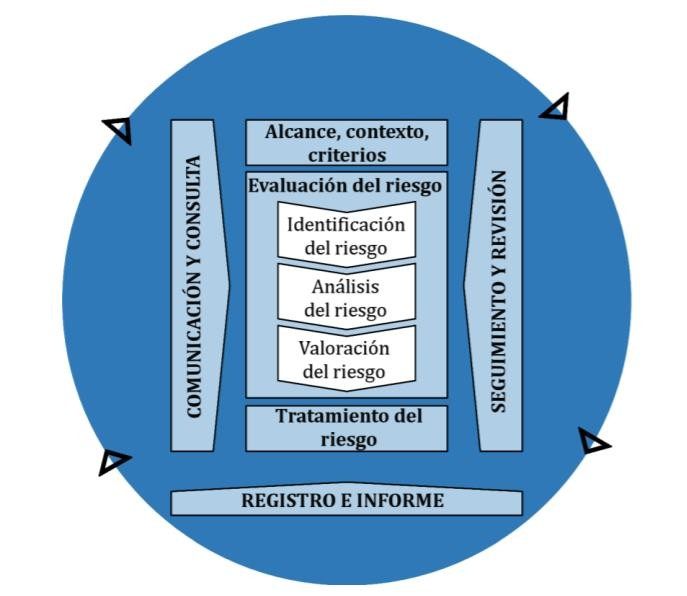 Alcance, contexto,
criterios
Evaluación del riesgo
Identificación
del riesgo
Análisis
del riesgo
Valoración
del riesgo
Tratamiento del
riesgo
COMUNICACIÓN Y CONSULTA
SEGUIMIENTO Y REVISIÓN
REGISTRO E INFORME